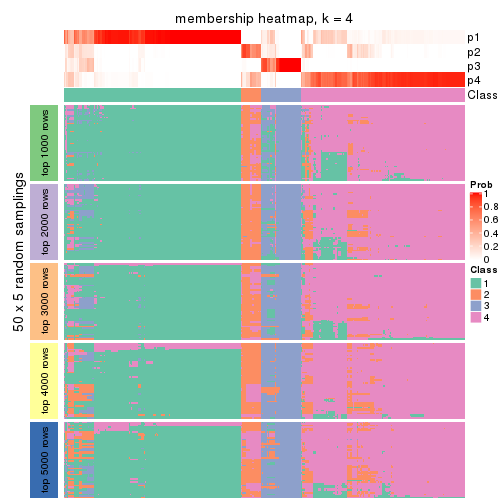 membership heatmap, k = 4
p1
p2
p3
p4
Class
50 x 5 random samplings
top 1000 rows
top 2000 rows
top 3000 rows
top 4000 rows
top 5000 rows
Prob
1
0.8
0.6
0.4
0.2
0
Class
1
2
3
4